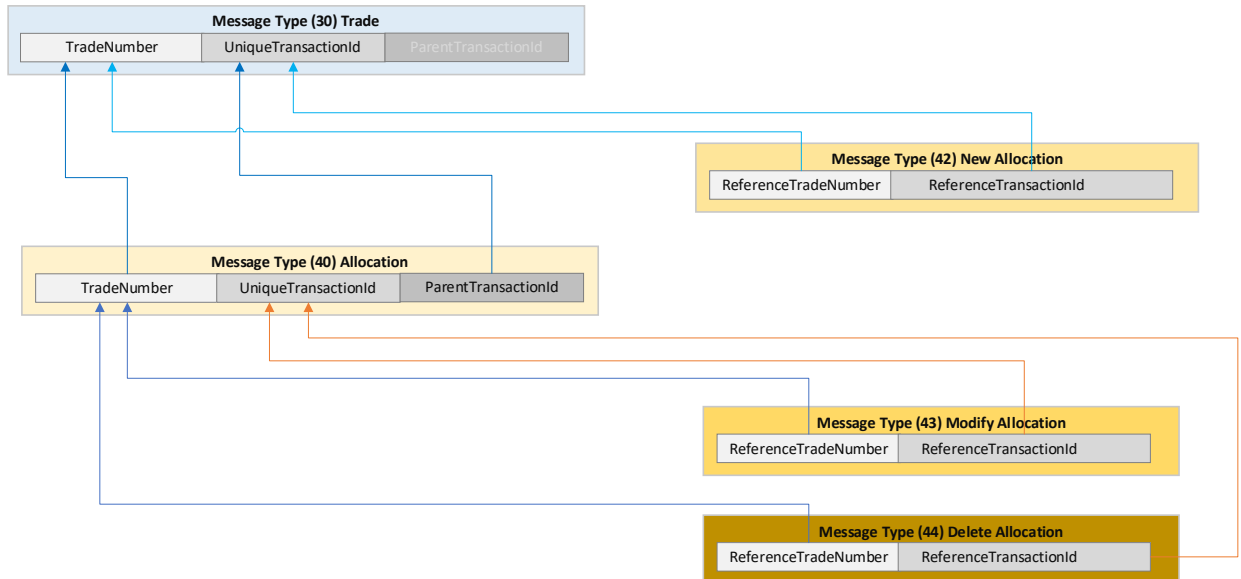 Message Type (30) Trade
TradeNumber UniqueTransactionId ParentTransactionId
Message Type (42) New Allocation
ReferenceTradeNumber ReferenceTransactionId
Message Type (40) Allocation
TradeNumber UniqueTransactionId ParentTransactionId
Message Type (43) Modify Allocation
ReferenceTradeNumber ReferenceTransactionId
Message Type (44) Delete Allocation
ReferenceTradeNumber ReferenceTransactionId